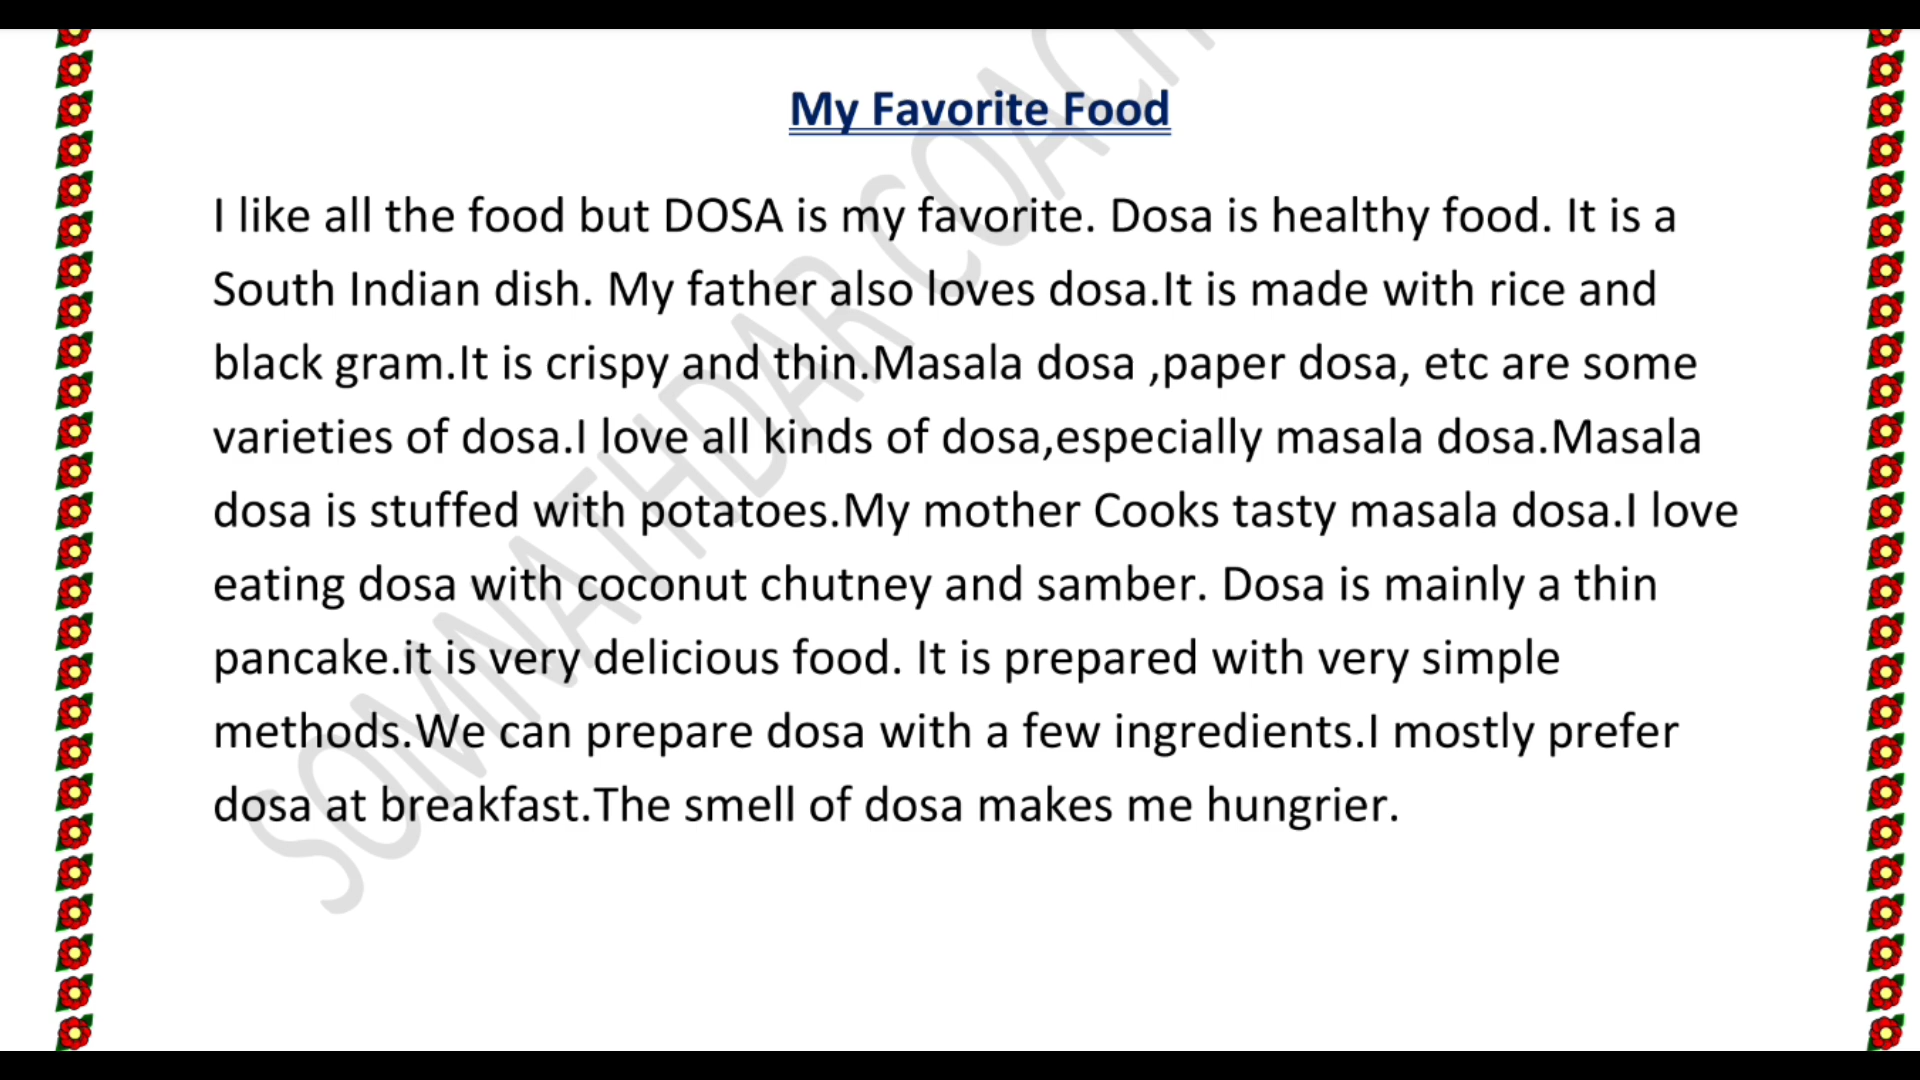 My Favorite Food
I like all the food but DOSA is my favorite. Dosa is healthy food. It is a
South Indian dish. My father also loves dosa.It is made with rice and
black gram.It is crispy and thin.Masala dosa ,paper dosa, etc are some
varieties of dosa.I love all kinds of dosa,especially masala dosa.Masala
dosa is stuffed with potatoes.My mother Cooks tasty masala dosa.I love
eating dosa with coconut chutney and samber. Dosa is mainly a thin
pancake.it is very delicious food. It is prepared with very simple
methods.We can prepare dosa with a few ingredients.I mostly prefer
dosa at breakfast.The smell of dosa makes me hungrier.
SOMNATHDAR COACH